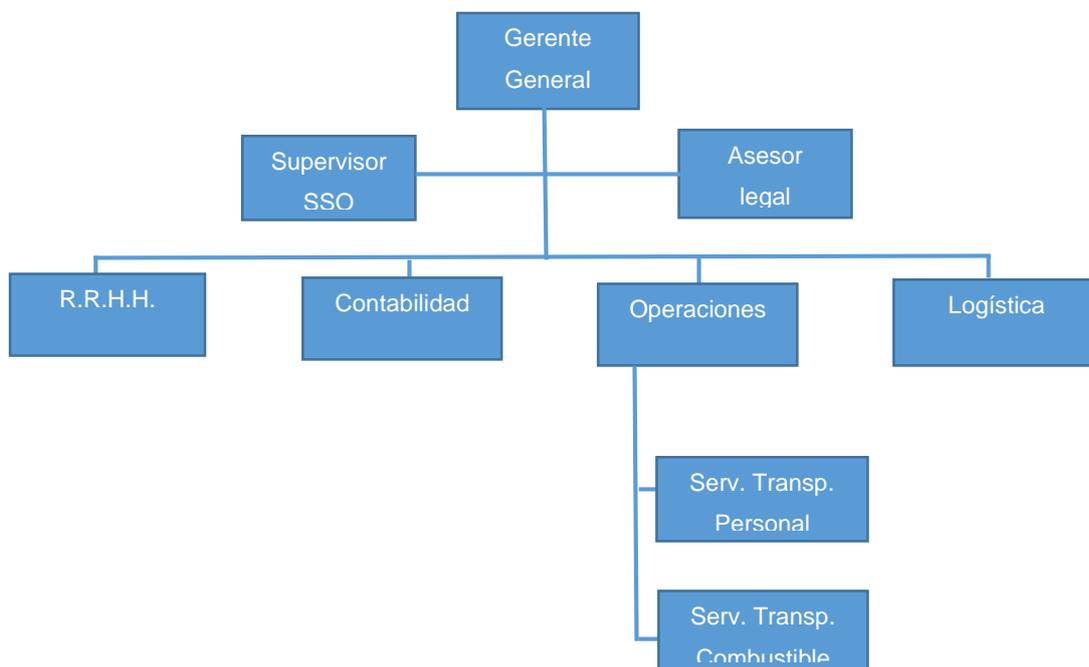 Gerente
General
Supervisor
SSO
Asesor
legal
R.R.H.H.
Contabilidad
Operaciones
Logística
Serv. Transp.
Personal
Serv. Transp.
Combustible